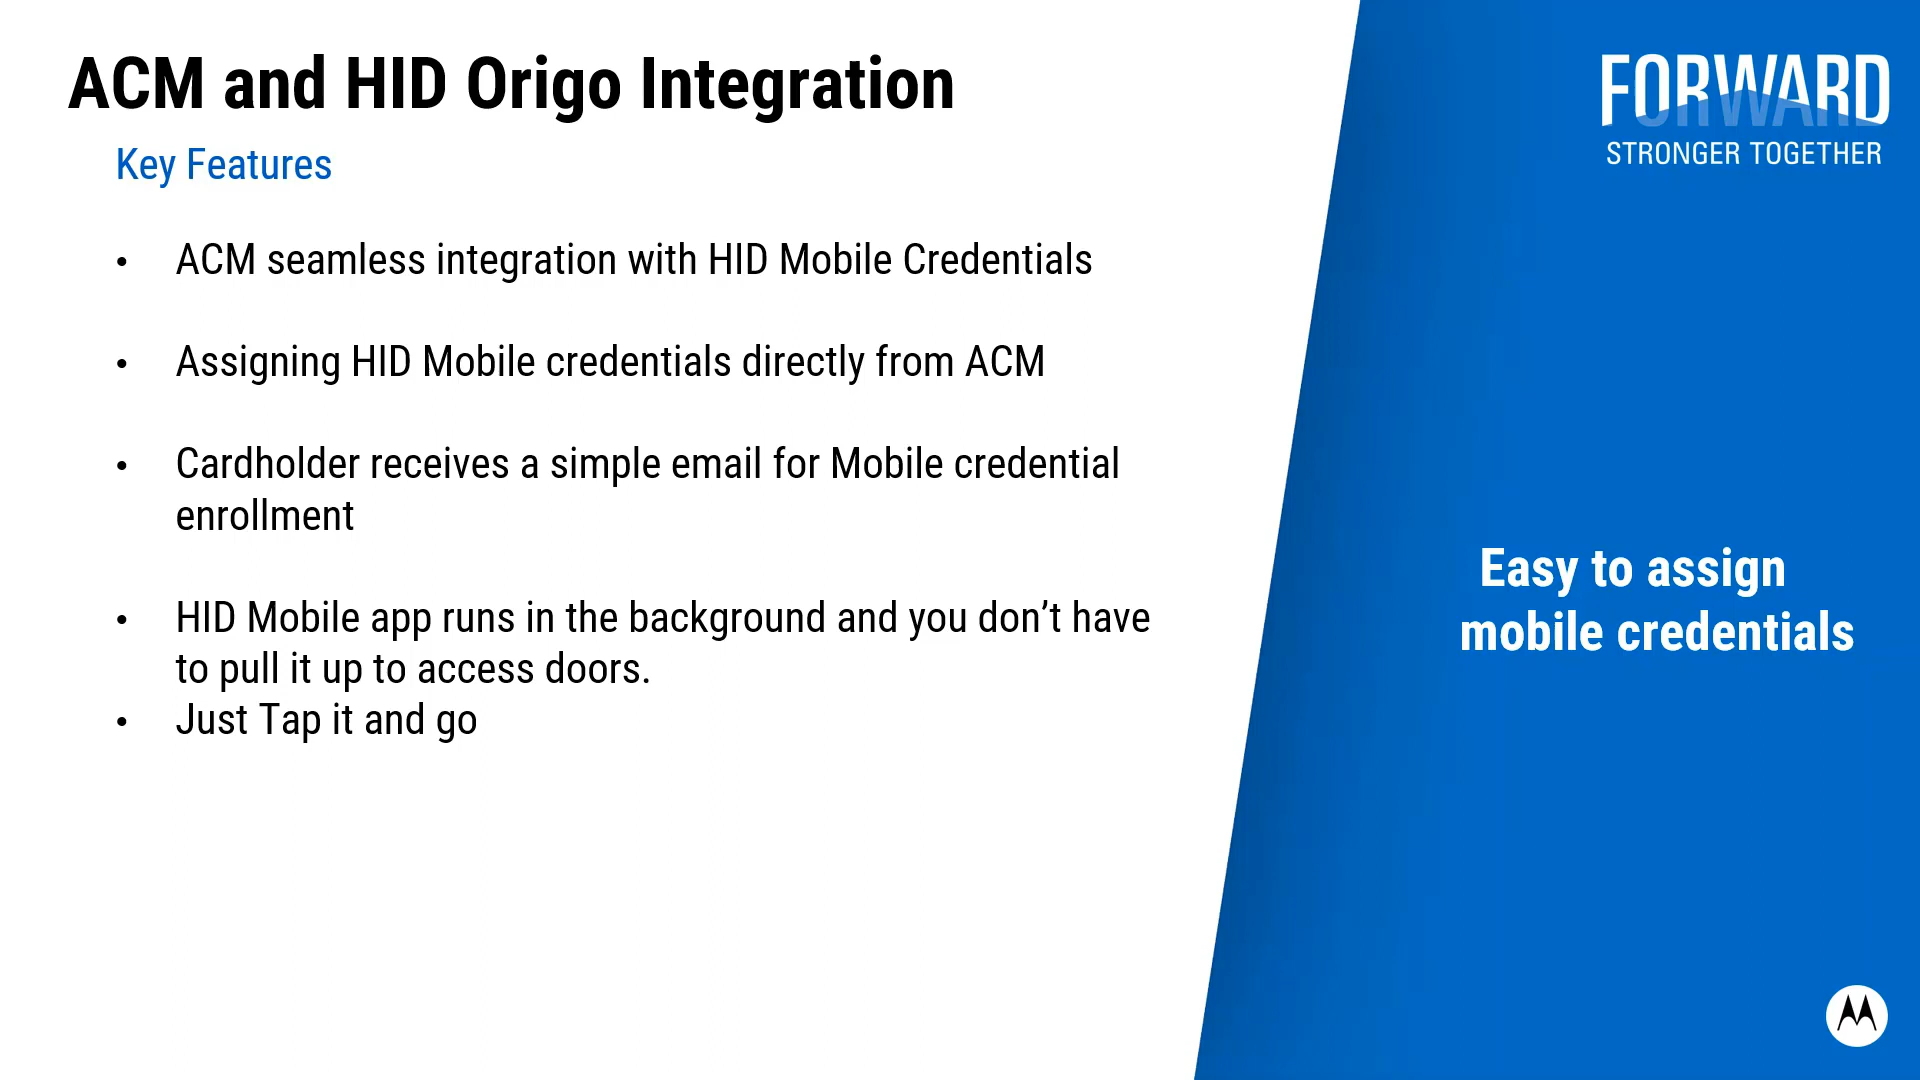 ACM and HID Origo Integration
Key Features
• ACM seamless integration with HID Mobile Credentials
• Assigning HID Mobile credentials directly from ACM
• Cardholder receives a simple email for Mobile credential
enrollment
• HID Mobile app runs in the background and you don’t have
to pull it up to access doors.
• Just Tap it and go
FORWARD
STRONGER TOGETHER
Easy to assign
mobile credentials